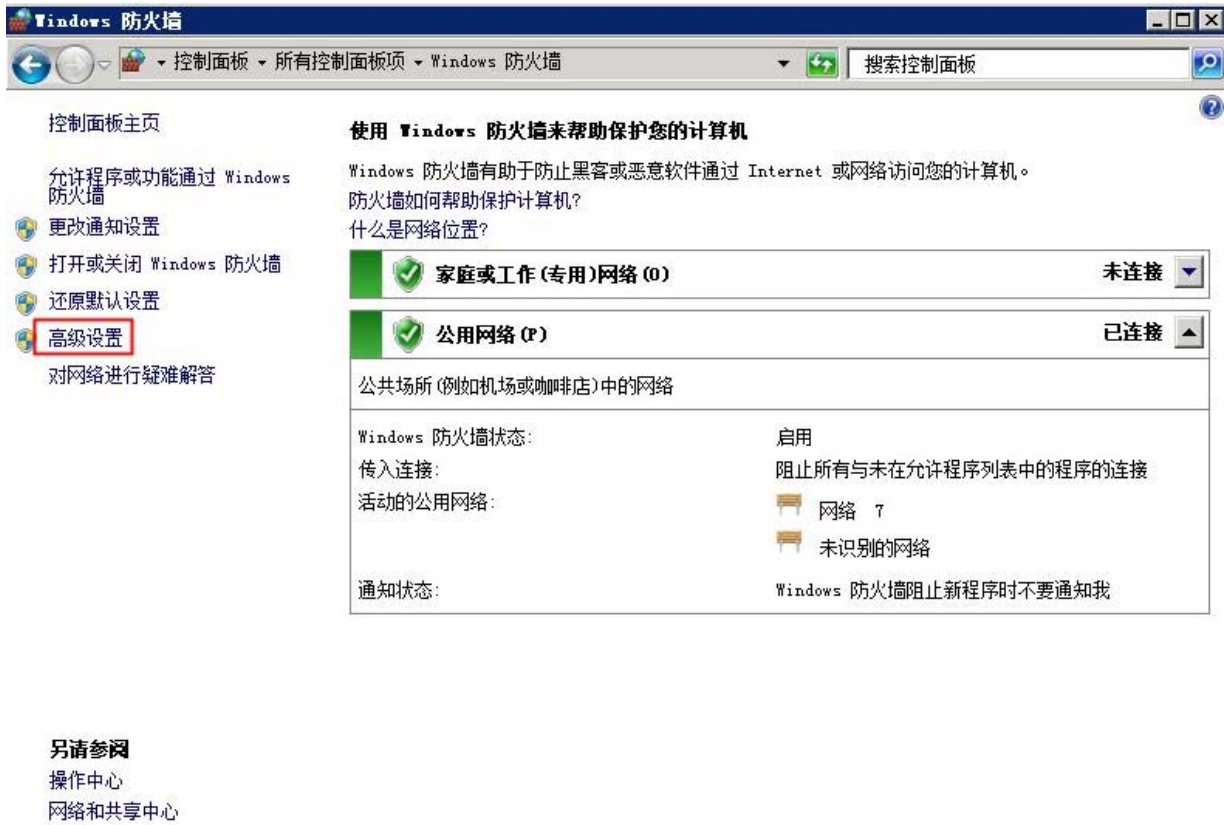 Windows 防火墙
控制面板 所有控制面板项 Windows 防火墙
搜索控制面板
控制面板主页
允许程序或功能通过 Windows
防火墙
更改通知设置
打开或关闭 Windows 防火墙
还原默认设置
高级设置
对网络进行疑难解答
使用 Windows 防火墙来帮助保护您的计算机
Windows 防火墙有助于防止黑客或恶意软件通过 Internet 或网络访问您的计算机。
防火墙如何帮助保护计算机?
什么是网络位置?
家庭或工作(专用)网络(O) 未连接
公用网络(P) 已连接
公共场所(例如机场或咖啡店)中的网络
Windows 防火墙状态: 启用
传入连接: 阻止所有与未在允许程序列表中的程序的连接
活动的公用网络: 网络 7
未识别的网络
通知状态: Windows 防火墙阻止新程序时不要通知我
另请参阅
操作中心
网络和共享中心